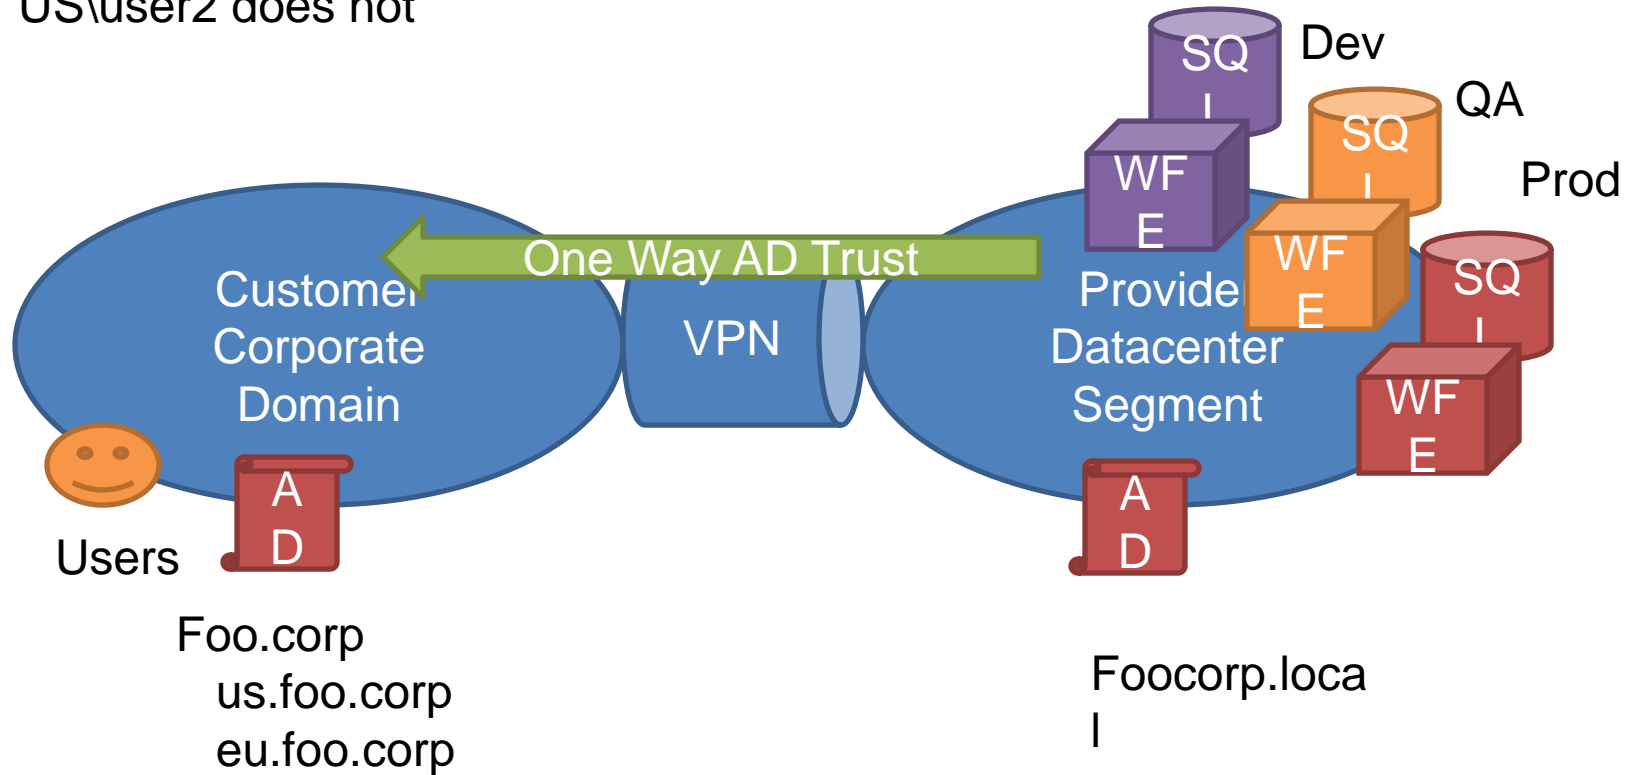 US\user2 does not
Dev
SQ
L
QA
SQ
L
Prod
WF
E
WF
E
SQ
L
WF
E
One Way AD Trust
Customer
Corporate
Domain
VPN
Provider
Datacenter
Segment
A
D
A
D
Users
Foo.corp
us.foo.corp
eu.foo.corp
Foocorp.loca
l